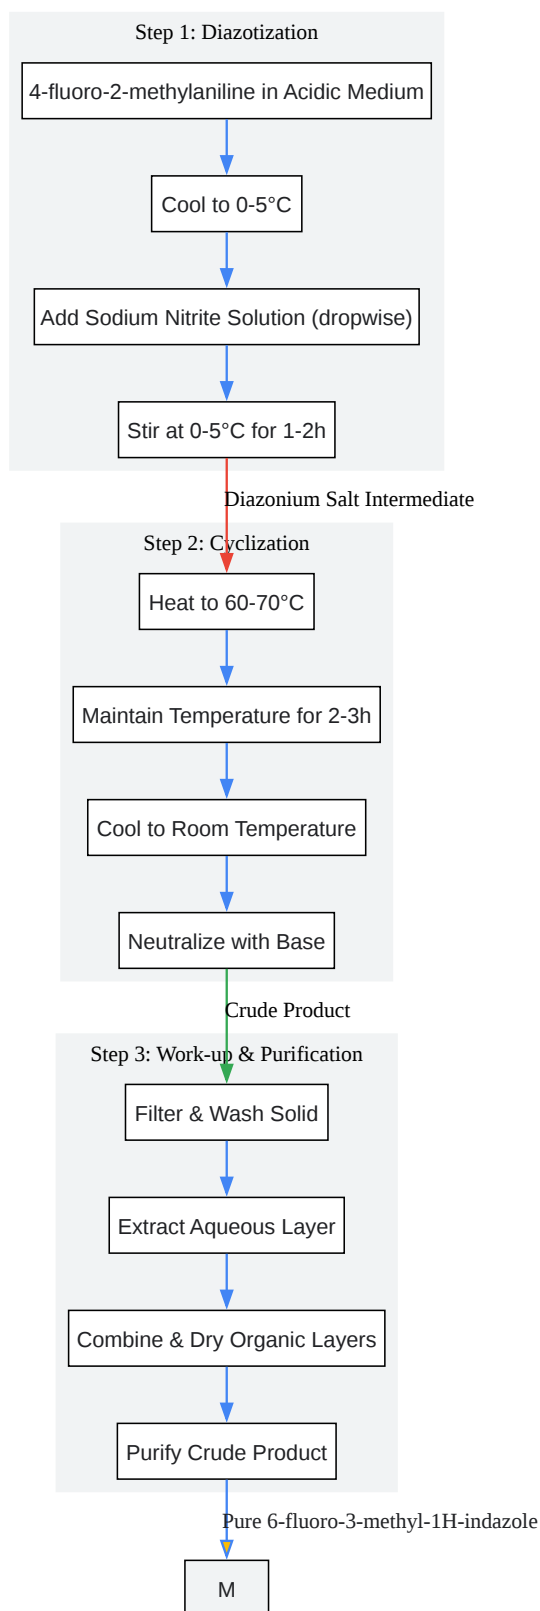 Step 1: Diazotization
4-fluoro-2-methylaniline in Acidic Medium
Cool to 0-5°C
Add Sodium Nitrite Solution (dropwise)
Stir at 0-5°C for 1-2h
Diazonium Salt Intermediate
Step 2: Cyclization
Heat to 60-70°C
Maintain Temperature for 2-3h
Cool to Room Temperature
Neutralize with Base
Crude Product
Step 3: Work-up & Purification
Filter & Wash Solid
Extract Aqueous Layer
Combine & Dry Organic Layers
Purify Crude Product
Pure 6-fluoro-3-methyl-1H-indazole
M